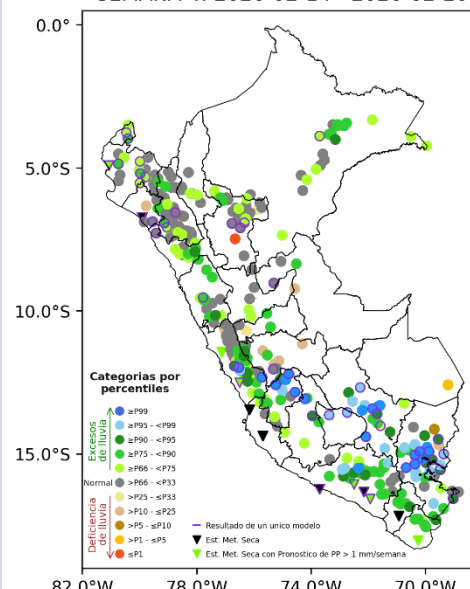 0.0°
5.0°S
10.0°S
15.0°S
Categorias por
percentiles
Excesos
de lluvia
Normal
Deficiencia
de lluvia
≥P99
≥P95 - <P99
≥P90 - <P95
≥P75 - <P90
≥P66 - <P75
>P66 - <P33
>P25 - ≤P33
>P10 - ≤P25
>P5 - ≤P10
>P1 - ≤P5
≤P1
Resultado de un unico modelo
Est. Met. Seca
Est. Met. Seca con Pronostico de PP > 1 mm/semana
82.0°W
78.0°W
74.0°W
70.0°W